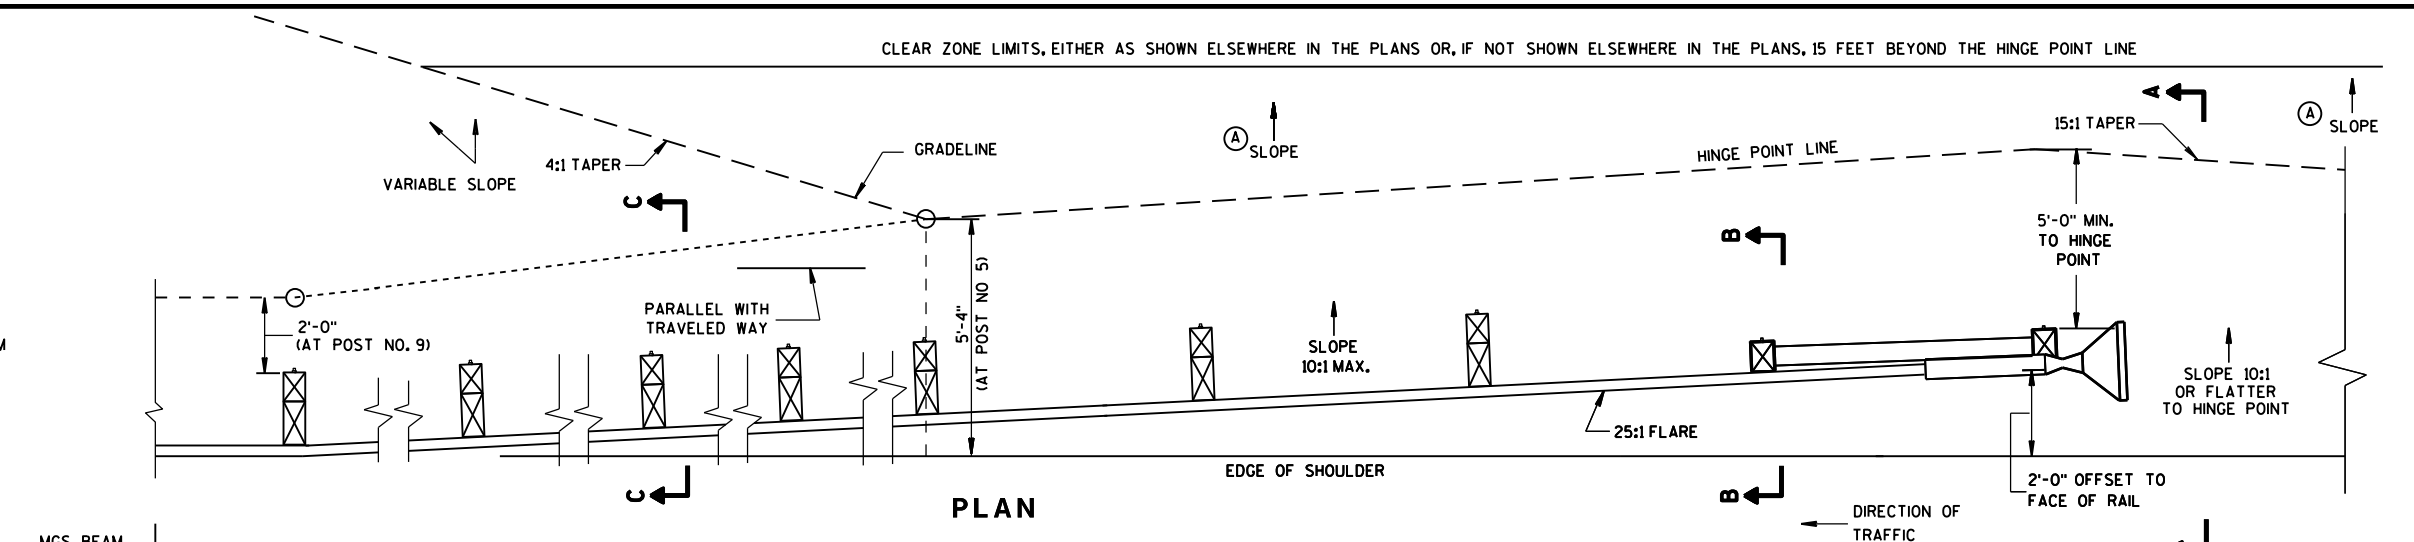 CLEAR ZONE LIMITS, EITHER AS SHOWN ELSEWHERE IN THE PLANS OR, IF NOT SHOWN ELSEWHERE IN THE PLANS, 15 FEET BEYOND THE HINGE POINT LINE
A
A
SLOPE
15:1 TAPER
A
SLOPE
GRADELINE
HINGE POINT LINE
4:1 TAPER
VARIABLE SLOPE
C
B
5'-0" MIN.
TO HINGE
POINT
5'-4"
(AT POST NO 5)
PARALLEL WITH
TRAVELED WAY
2'-0"
(AT POST NO. 9)
SLOPE
10:1 MAX.
SLOPE 10:1
OR FLATTER
TO HINGE POINT
25:1 FLARE
EDGE OF SHOULDER
C
B
2'-0" OFFSET TO
FACE OF RAIL
PLAN
DIRECTION OF
TRAFFIC
MGS BEAM